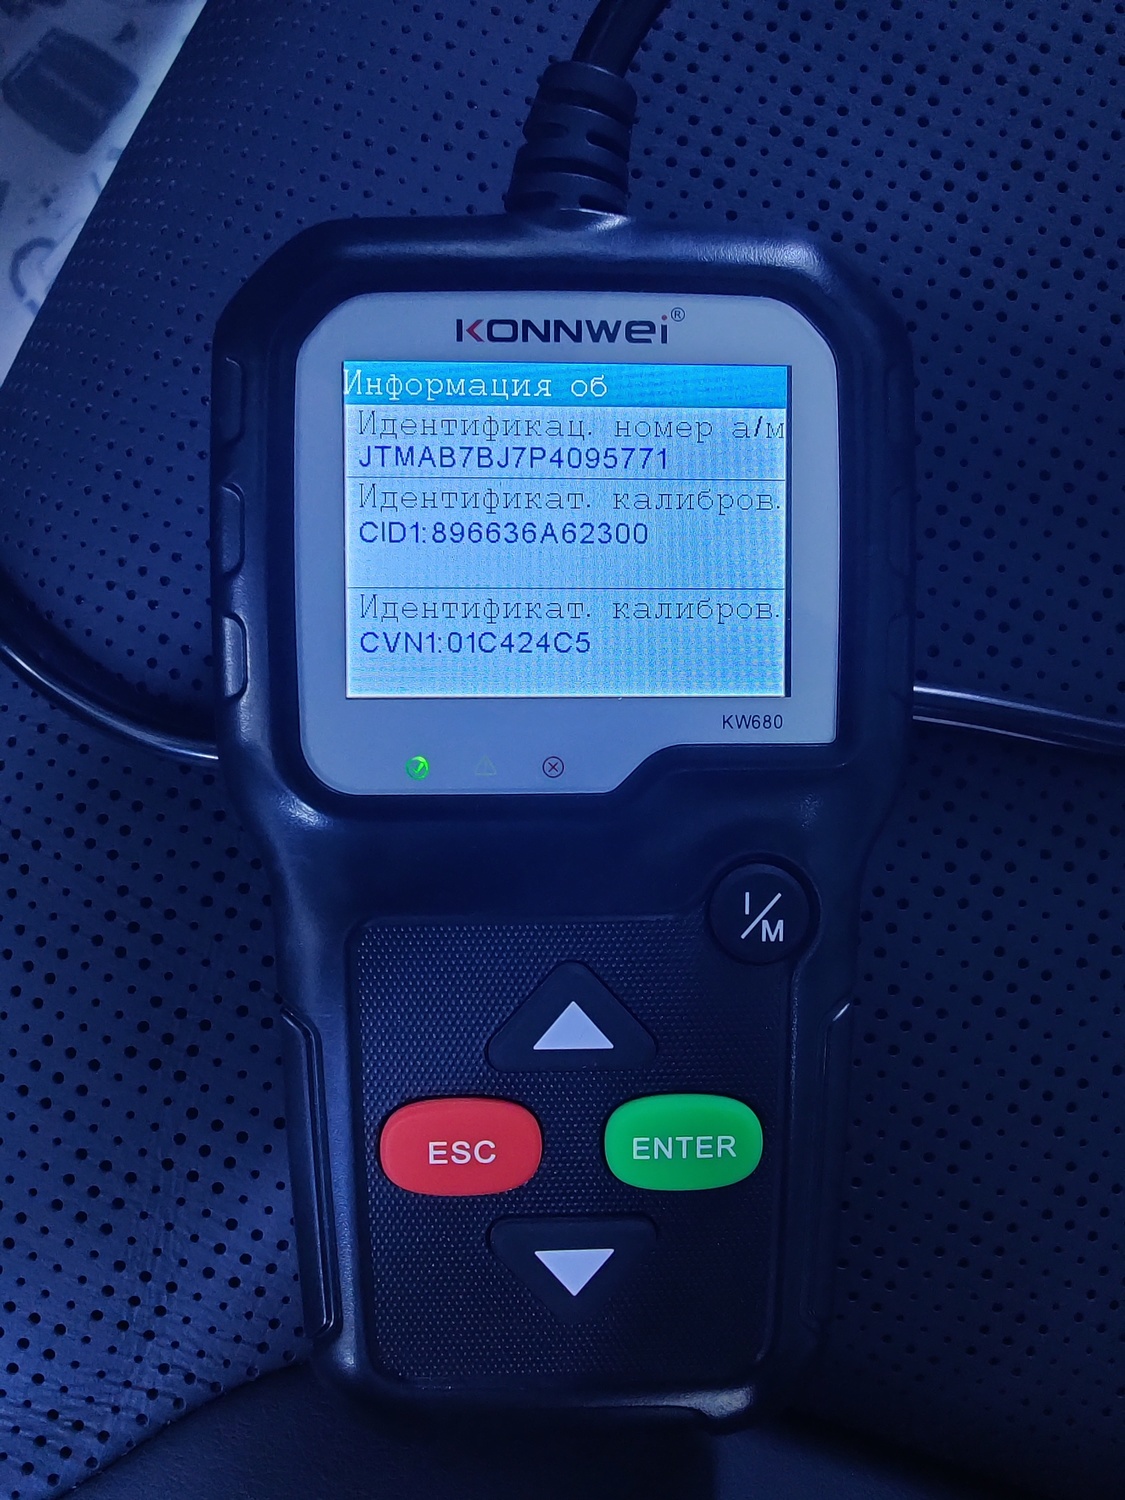 KONNWEI®
Информация об
Идентификац. номер а/м
JTMAB7BJ7P4095771
Идентификат. калибров.
CID1:896636A62300
Идентификат. калибров.
CVN1:01C424C5
KW680
I/M
ESC
ENTER